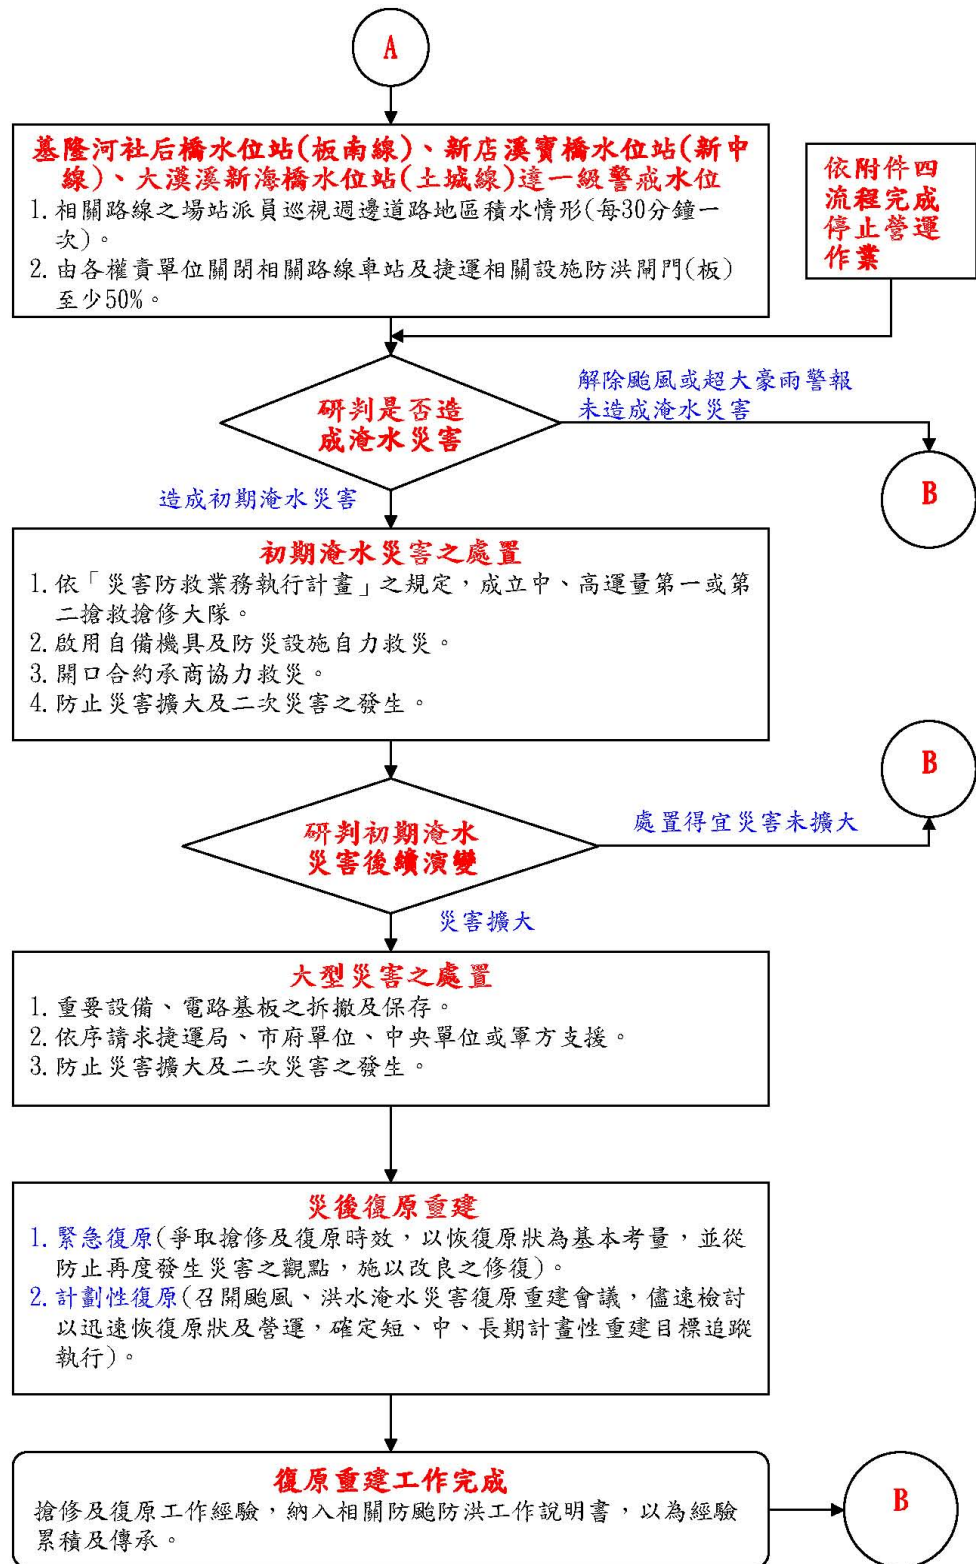 A
基隆河社后橋水位站(板南線)、新店溪寶橋水位站(新中
線)、大漢溪新海橋水位站(土城線)達一級警戒水位
1. 相關路線之場站派員巡視週邊道路地區積水情形(每30分鐘一
次)。
2. 由各權責單位關閉相關路線車站及捷運相關設施防洪閘門(板)
至少50%。
依附件四
流程完成
停止營運
作業
研判是否造
成淹水災害
解除颱風或超大豪雨警報
未造成淹水災害
B
造成初期淹水災害
初期淹水災害之處置
1. 依「災害防救業務執行計畫」之規定，成立中、高運量第一或第
二搶救搶修大隊。
2. 啟用自備機具及防災設施自力救災。
3. 開口合約承商協力救災。
4. 防止災害擴大及二次災害之發生。
B
研判初期淹水
災害後續演變
處置得宜災害未擴大
災害擴大
大型災害之處置
1. 重要設備、電路基板之拆撤及保存。
2. 依序請求捷運局、市府單位、中央單位或軍方支援。
3. 防止災害擴大及二次災害之發生。
災後復原重建
1. 緊急復原(爭取搶修及復原時效，以恢復原狀為基本考量，並從
防止再度發生災害之觀點，施以改良之修復)。
2. 計劃性復原(召開颱風、洪水淹水災害復原重建會議，儘速檢討
以迅速恢復原狀及營運，確定短、中、長期計畫性重建目標追蹤
執行)。
復原重建工作完成
搶修及復原工作經驗，納入相關防颱防洪工作說明書，以為經驗
累積及傳承。
B